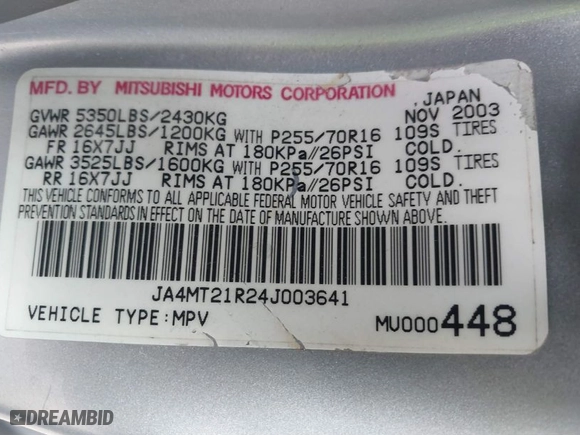 MFD. BY MITSUBISHI MOTORS CORPORATION
JAPAN
GVWR 5350LBS/2430KG NOV 2003
GAWR 2645LBS/1200KG WITH P255/70R16 109S TIRES
FR 16X7JJ RIMS AT 180KPa//26PSI COLD.
GAWR 3525LBS/1600KG WITH P255/70R16 109S TIRES
RR 16X7JJ RIMS AT 180KPa//26PSI COLD.
THIS VEHICLE CONFORMS TO ALL APPLICABLE FEDERAL MOTOR VEHICLE SAFETY AND THEFT
PREVENTION STANDARDS IN EFFECT ON THE DATE OF MANUFACTURE SHOWN ABOVE.
JA4MT21R24J003641
VEHICLE TYPE:MPV MU000448
DREAMBID